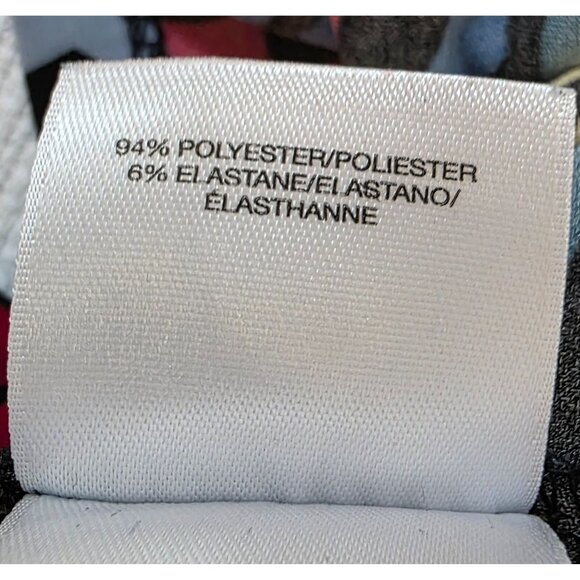 94% POLYESTER/POLIESTER
6% ELASTANE/ELASTANO/
ÉLASTHANNE